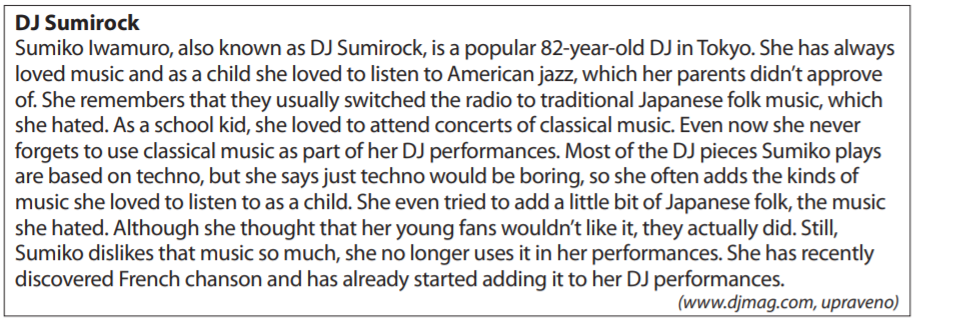 DJ Sumirock
Sumiko Iwamuro, also known as DJ Sumirock, is a popular 82-year-old DJ in Tokyo. She has always
loved music and as a child she loved to listen to American jazz, which her parents didn’t approve
of. She remembers that they usually switched the radio to traditional Japanese folk music, which
she hated. As a school kid, she loved to attend concerts of classical music. Even now she never
forgets to use classical music as part of her DJ performances. Most of the DJ pieces Sumiko plays
are based on techno, but she says just techno would be boring, so she often adds the kinds of
music she loved to listen to as a child. She even tried to add a little bit of Japanese folk, the music
she hated. Although she thought that her young fans wouldn’t like it, they actually did. Still,
Sumiko dislikes that music so much, she no longer uses it in her performances. She has recently
discovered French chanson and has already started adding it to her DJ performances.
(www.djmag.com, upraveno)